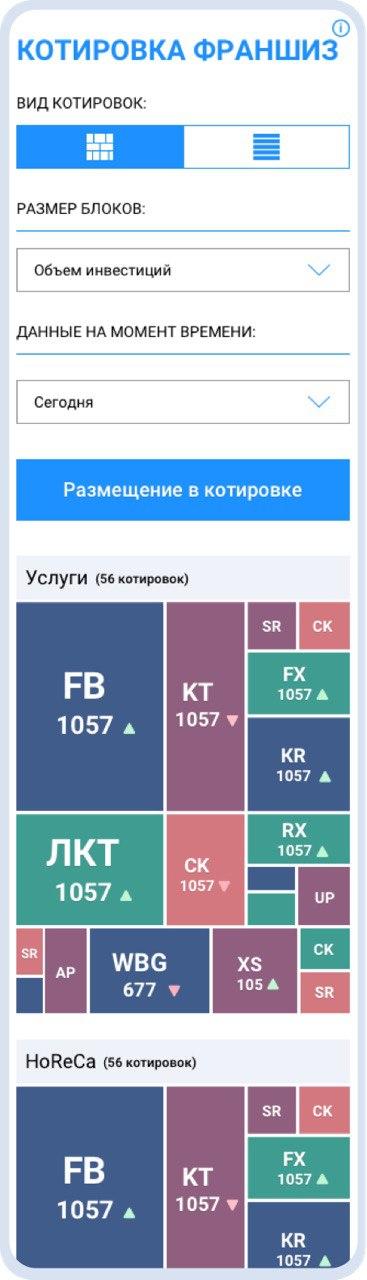 КОТИРОВКА ФРАНШИЗ
ВИД КОТИРОВОК:
РАЗМЕР БЛОКОВ:
Объем инвестиций
ДАННЫЕ НА МОМЕНТ ВРЕМЕНИ:
Сегодня
Размещение в котировке
Услуги (56 котировок)
FB
1057 ▲
KT
1057 ▼
SR
CK
FX
1057 ▲
KR
1057 ▲
ЛКТ
1057 ▲
CK
1057 ▼
RX
1057 ▲
UP
SR
AP
WBG
677 ▼
XS
105 ▲
CK
SR
HoReCa (56 котировок)
FB
1057 ▲
KT
1057 ▼
SR
CK
FX
1057 ▲
KR
1057 ▲